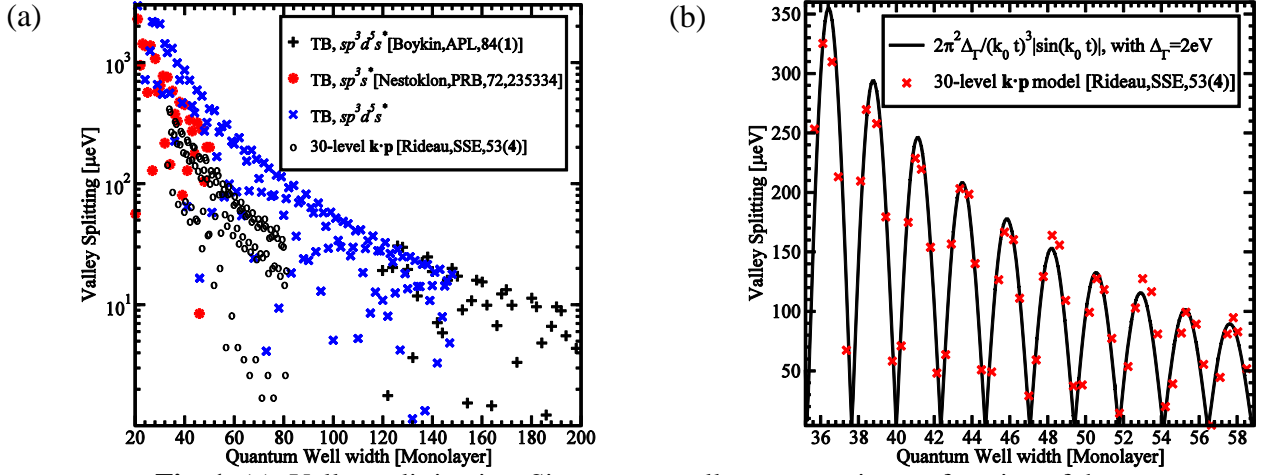 (a)
Valley Splitting [µeV]
10³
10²
10¹
+ TB, sp³d⁵s* [Boykin,APL,84(1)]
TB, sp³s* [Nestoklon,PRB,72,235334]
× TB, sp³d⁵s*
o 30-level k·p [Rideau,SSE,53(4)]
20 40 60 80 100 120 140 160 180 200
Quantum Well width [Monolayer]
(b)
Valley Splitting [µeV]
350
300
250
200
150
100
50
2π²Δ_Γ/(k₀ t)³|sin(k₀ t)|, with Δ_Γ=2eV
× 30-level k·p model [Rideau,SSE,53(4)]
36 38 40 42 44 46 48 50 52 54 56 58
Quantum Well width [Monolayer]